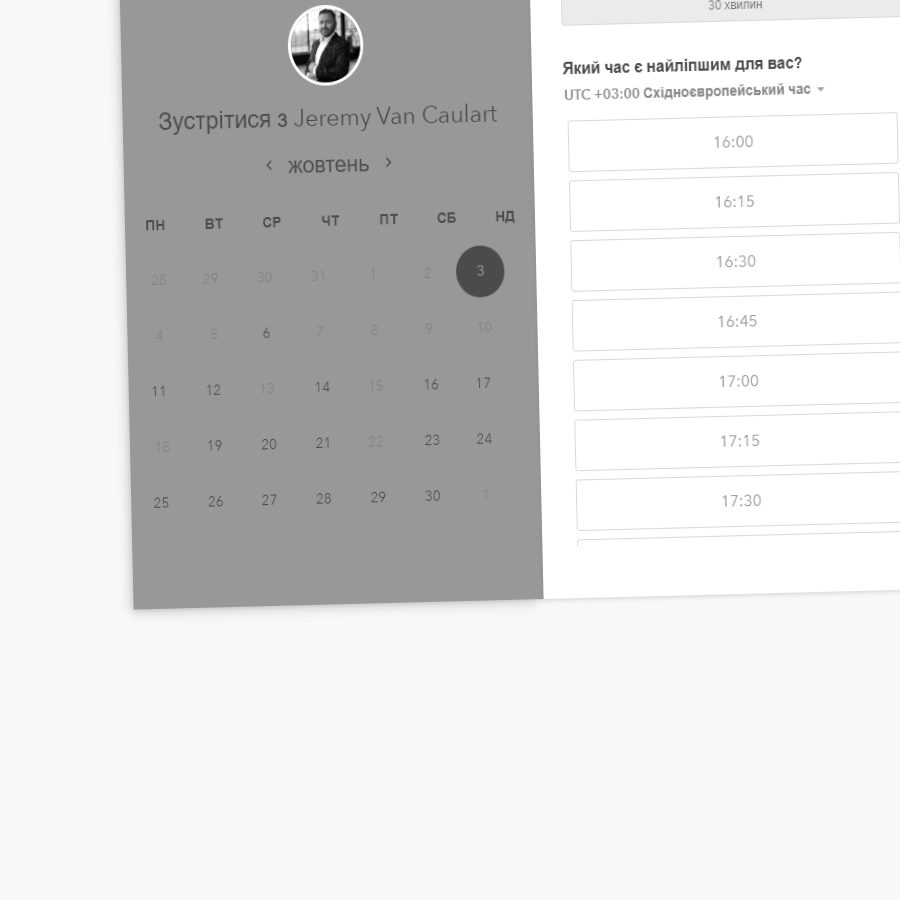 Зустрітися з Jeremy Van Caulart
‹ жовтень ›
ПН ВТ СР ЧТ ПТ СБ НД
28 29 30 31 1 2 3
4 5 6 7 8 9 10
11 12 13 14 15 16 17
18 19 20 21 22 23 24
25 26 27 28 29 30 1
30 хвилин
Який час є найліпшим для вас?
UTC +03:00 Східноєвропейський час
16:00
16:15
16:30
16:45
17:00
17:15
17:30